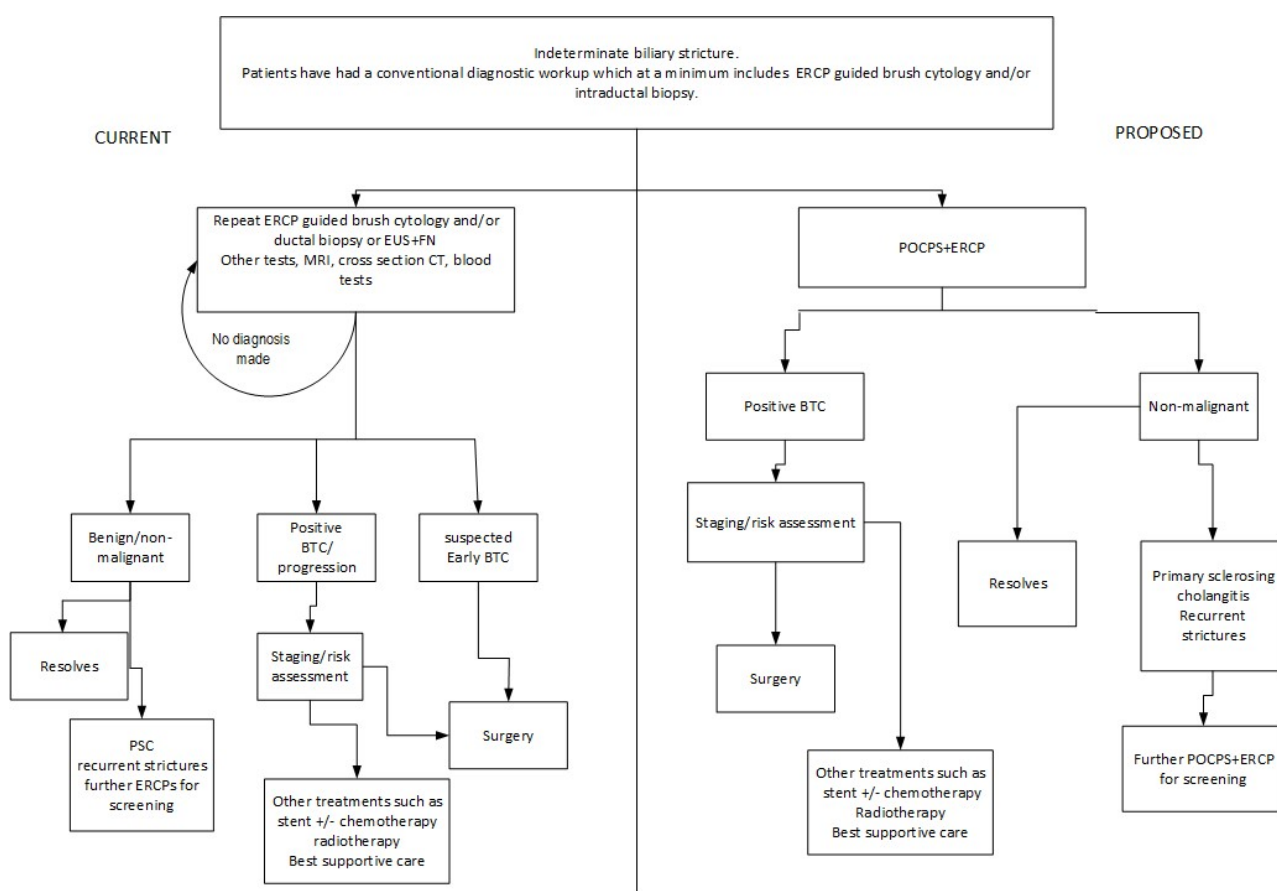 Indeterminate biliary stricture.
Patients have had a conventional diagnostic workup which at a minimum includes ERCP guided brush cytology and/or
intraductal biopsy.
CURRENT
PROPOSED
Repeat ERCP guided brush cytology and/or
ductal biopsy or EUS+FN
Other tests, MRI, cross section CT, blood
tests
No diagnosis
made
Benign/non-
malignant
Positive
BTC/
progression
suspected
Early BTC
Resolves
Staging/risk
assessment
PSC
recurrent strictures
further ERCPs for
screening
Surgery
Other treatments such as
stent +/- chemotherapy
radiotherapy
Best supportive care
POCPS+ERCP
Positive BTC
Non-malignant
Staging/risk assessment
Resolves
Primary sclerosing
cholangitis
Recurrent
strictures
Surgery
Other treatments such as
stent +/- chemotherapy
Radiotherapy
Best supportive care
Further POCPS+ERCP
for screening